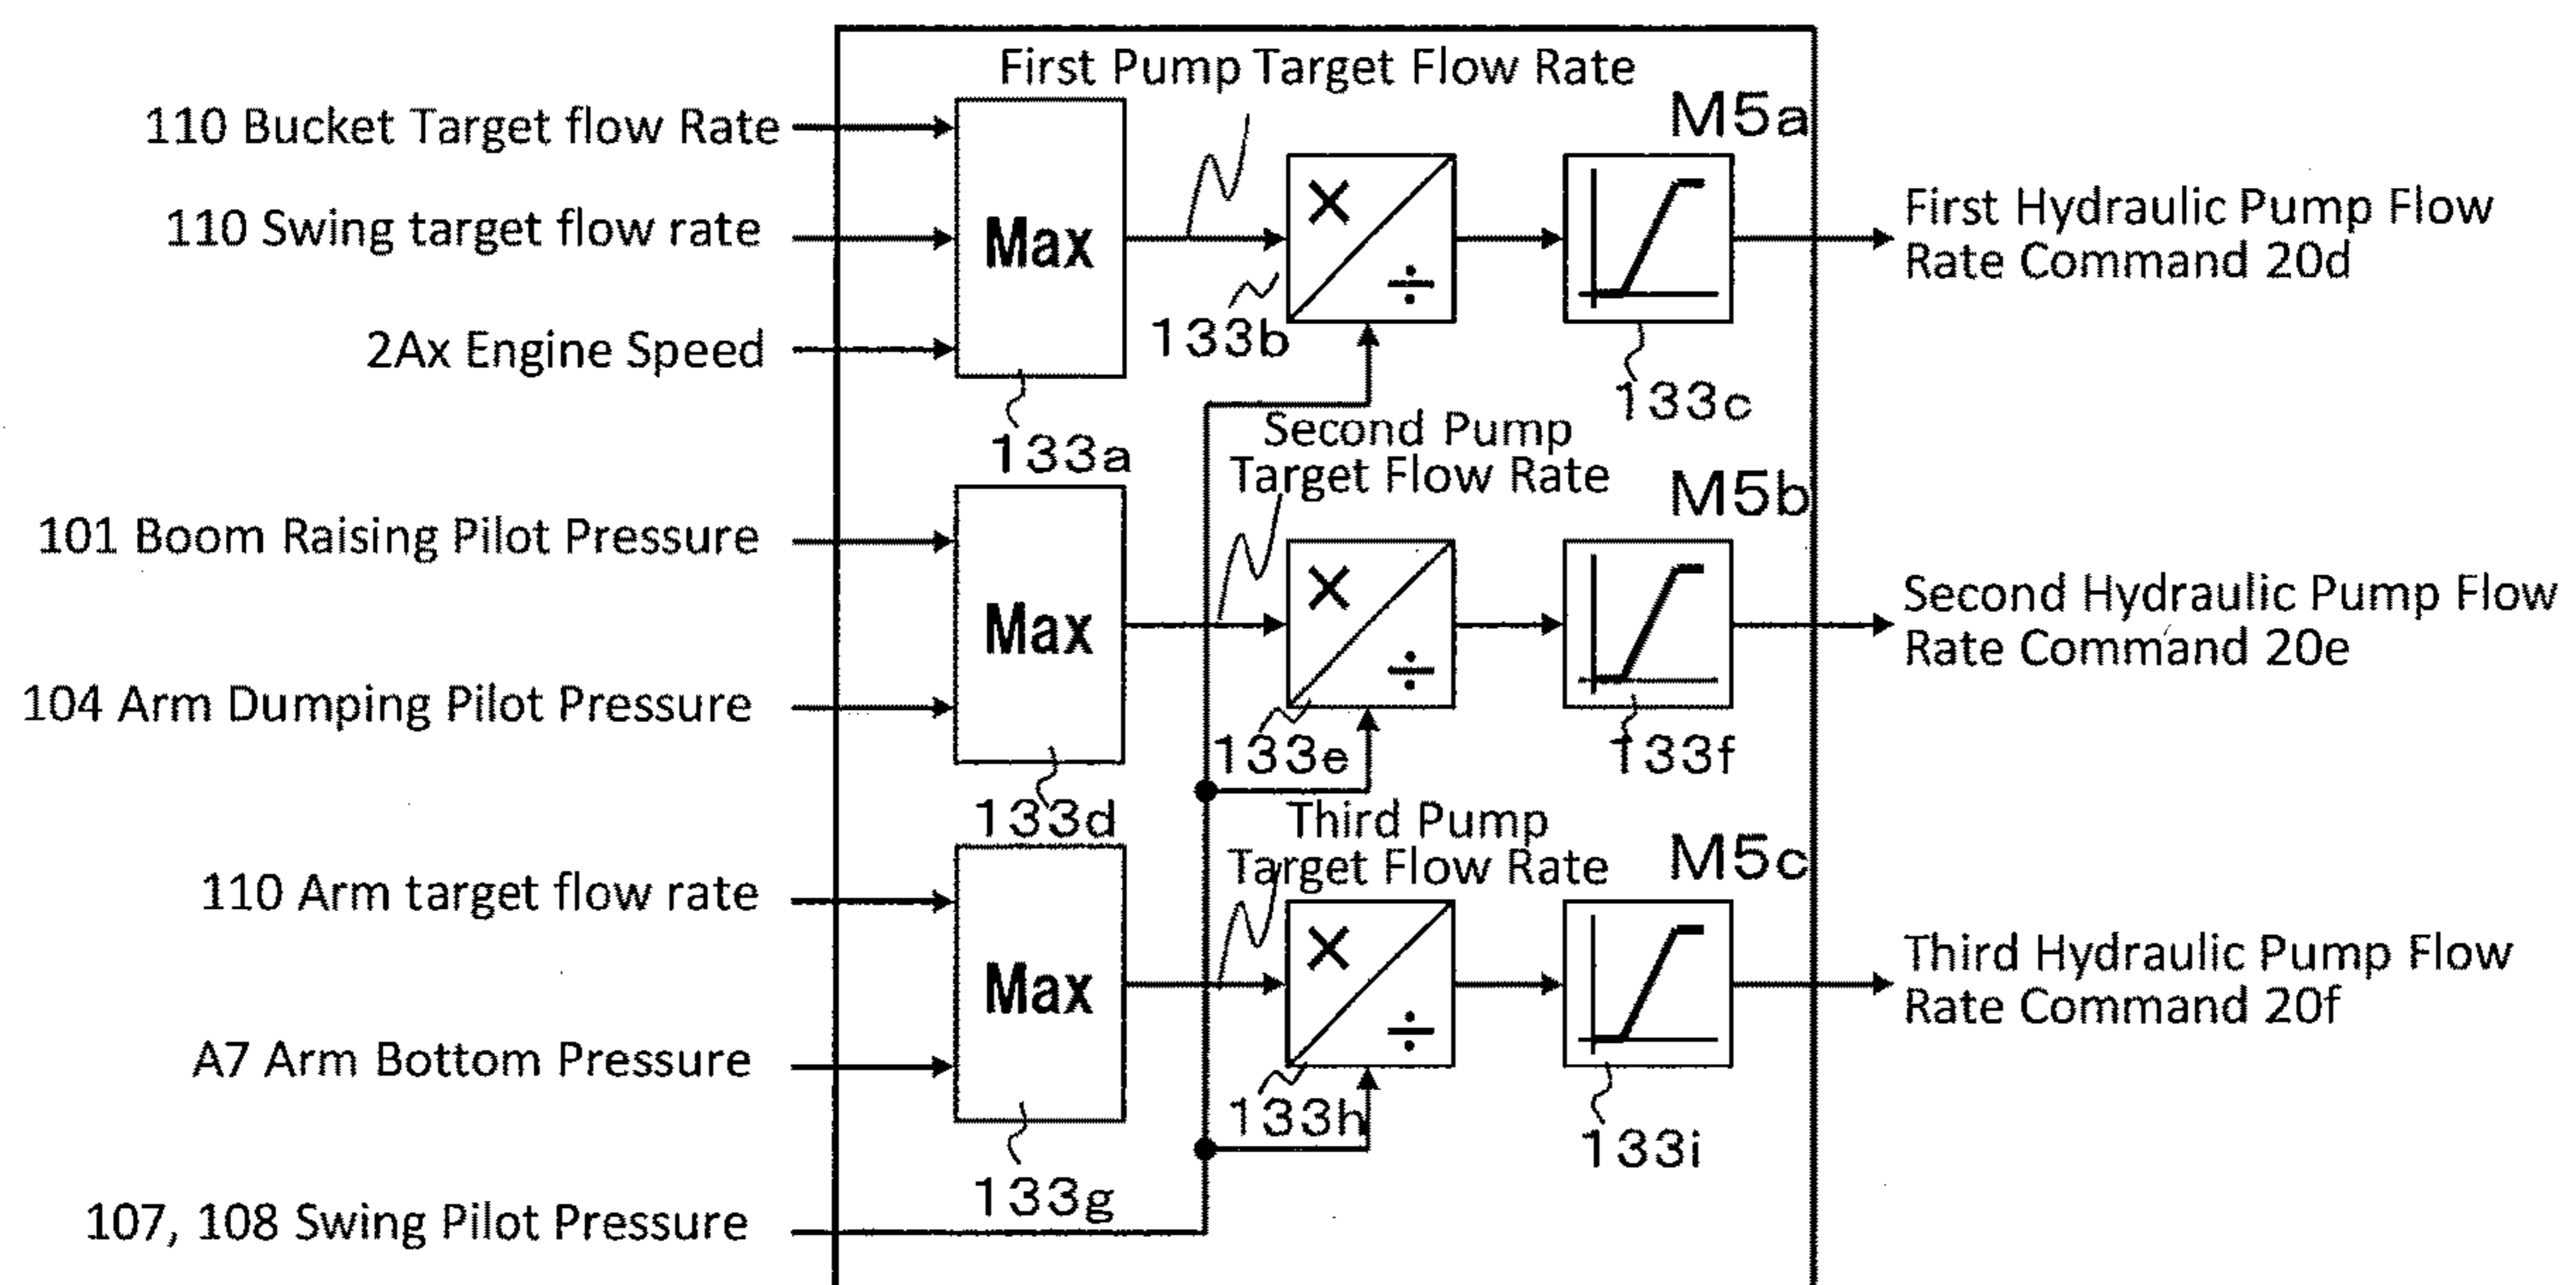 First Pump Target Flow Rate
M5a
110 Bucket Target flow Rate
110 Swing target flow rate
2Ax Engine Speed
Max
×
÷
133a
133b
133c
First Hydraulic Pump Flow
Rate Command 20d
Second Pump
Target Flow Rate
M5b
101 Boom Raising Pilot Pressure
104 Arm Dumping Pilot Pressure
Max
×
÷
133d
133e
133f
Second Hydraulic Pump Flow
Rate Command 20e
Third Pump
Target Flow Rate
M5c
110 Arm target flow rate
A7 Arm Bottom Pressure
Max
×
÷
133g
133h
133i
Third Hydraulic Pump Flow
Rate Command 20f
107, 108 Swing Pilot Pressure